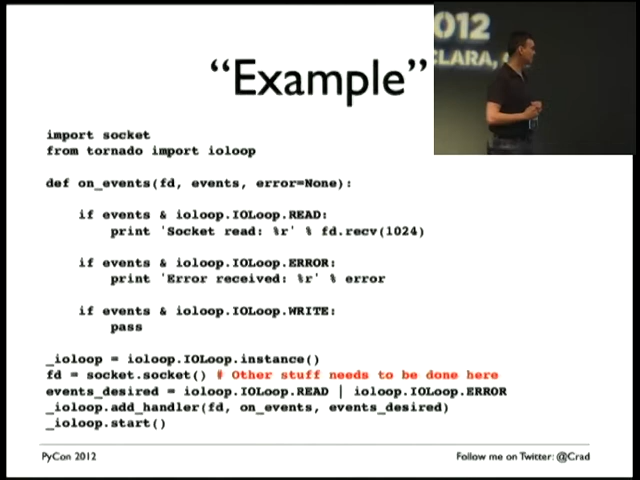 “Example”
012
CLARA,
import socket
from tornado import ioloop
def on_events(fd, events, error=None):
if events & ioloop.IOLoop.READ:
print 'Socket read: %r' % fd.recv(1024)
if events & ioloop.IOLoop.ERROR:
print 'Error received: %r' % error
if events & ioloop.IOLoop.WRITE:
pass
_ioloop = ioloop.IOLoop.instance()
fd = socket.socket() # Other stuff needs to be done here
events_desired = ioloop.IOLoop.READ | ioloop.IOLoop.ERROR
_ioloop.add_handler(fd, on_events, events_desired)
_ioloop.start()
PyCon 2012
Follow me on Twitter: @Crad